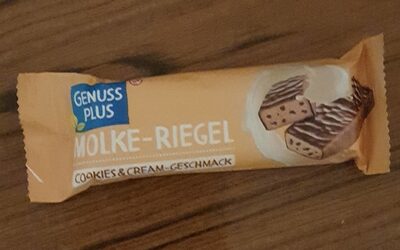 GENUSS
PLUS
MOLKE-RIEGEL
COOKIES & CREAM-GESCHMACK